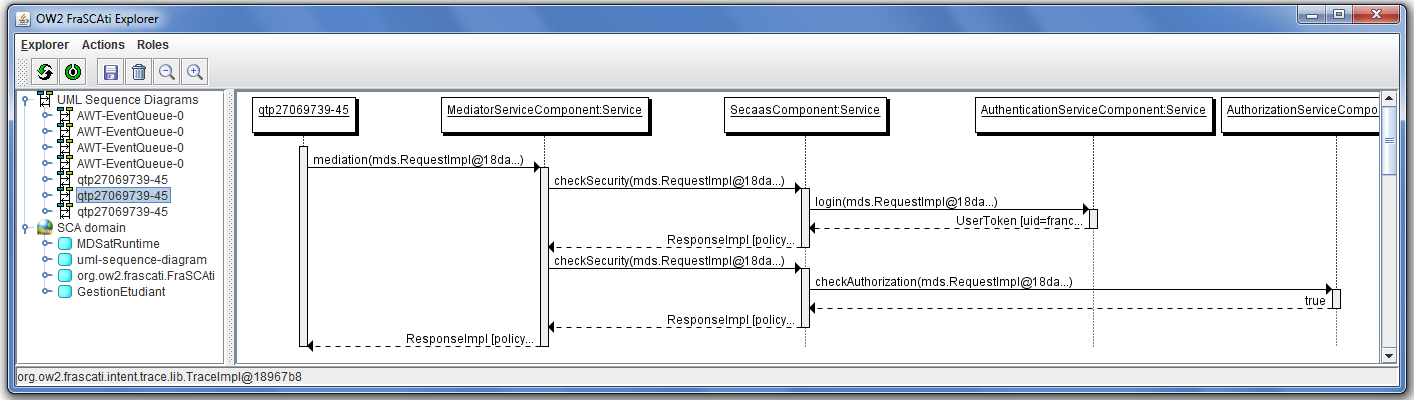 OW2 FraSCAti Explorer
Explorer Actions Roles
UML Sequence Diagrams
AWT-EventQueue-0
AWT-EventQueue-0
AWT-EventQueue-0
AWT-EventQueue-0
qtp27069739-45
qtp27069739-45
qtp27069739-45
SCA domain
MDSatRuntime
uml-sequence-diagram
org.ow2.frascati.FraSCAti
GestionEtudiant
qtp27069739-45 MediatorServiceComponent:Service SecaasComponent:Service AuthenticationServiceComponent:Service AuthorizationServiceCompo
mediation(mds.RequestImpl@18da...)
checkSecurity(mds.RequestImpl@18da...)
login(mds.RequestImpl@18da...)
UserToken [uid=franc...
ResponseImpl [policy...
checkSecurity(mds.RequestImpl@18da...)
checkAuthorization(mds.RequestImpl@18da...)
true
ResponseImpl [policy...
ResponseImpl [policy...
org.ow2.frascati.intent.trace.lib.TraceImpl@18967b8